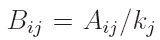 B_{ij} = A_{ij}/k_j